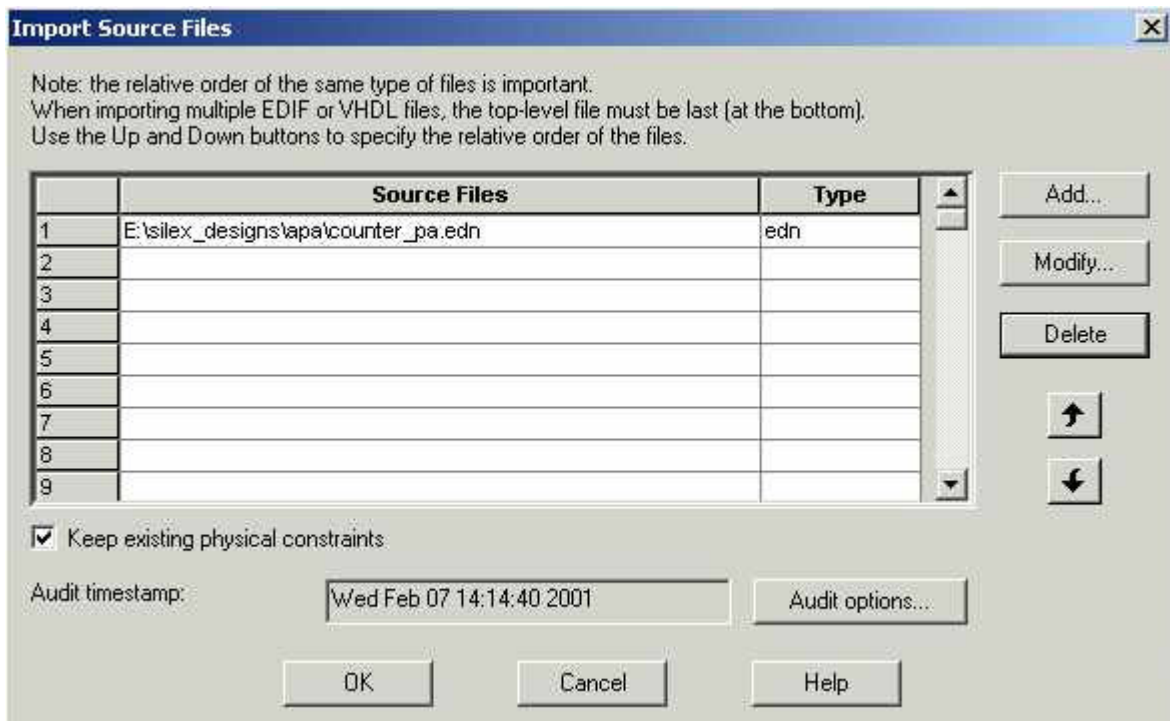 Import Source Files
Note: the relative order of the same type of files is important.
When importing multiple EDIF or VHDL files, the top-level file must be last (at the bottom).
Use the Up and Down buttons to specify the relative order of the files.
Source Files Type
1 E:\silex_designs\apa\counter_pa.edn edn
2
3
4
5
6
7
8
9
Add...
Modify...
Delete
Keep existing physical constraints
Audit timestamp: Wed Feb 07 14:14:40 2001 Audit options...
OK Cancel Help